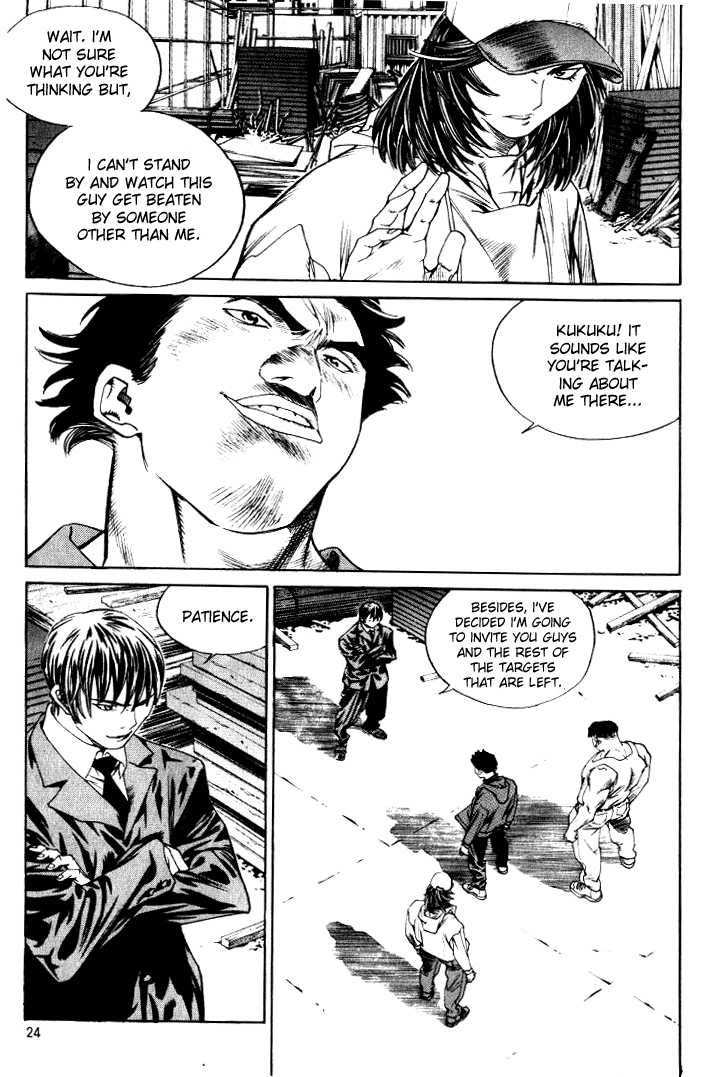 WAIT. I'M
NOT SURE
WHAT YOU'RE
THINKING BUT,
I CAN'T STAND
BY AND WATCH THIS
GUY GET BEATEN
BY SOMEONE
OTHER THAN ME.
KUKUKU! IT
SOUNDS LIKE
YOU'RE TALK-
ING ABOUT
ME THERE...
PATIENCE.
BESIDES, I'VE
DECIDED I'M GOING
TO INVITE YOU GUYS
AND THE REST OF
THE TARGETS
THAT ARE LEFT.
24